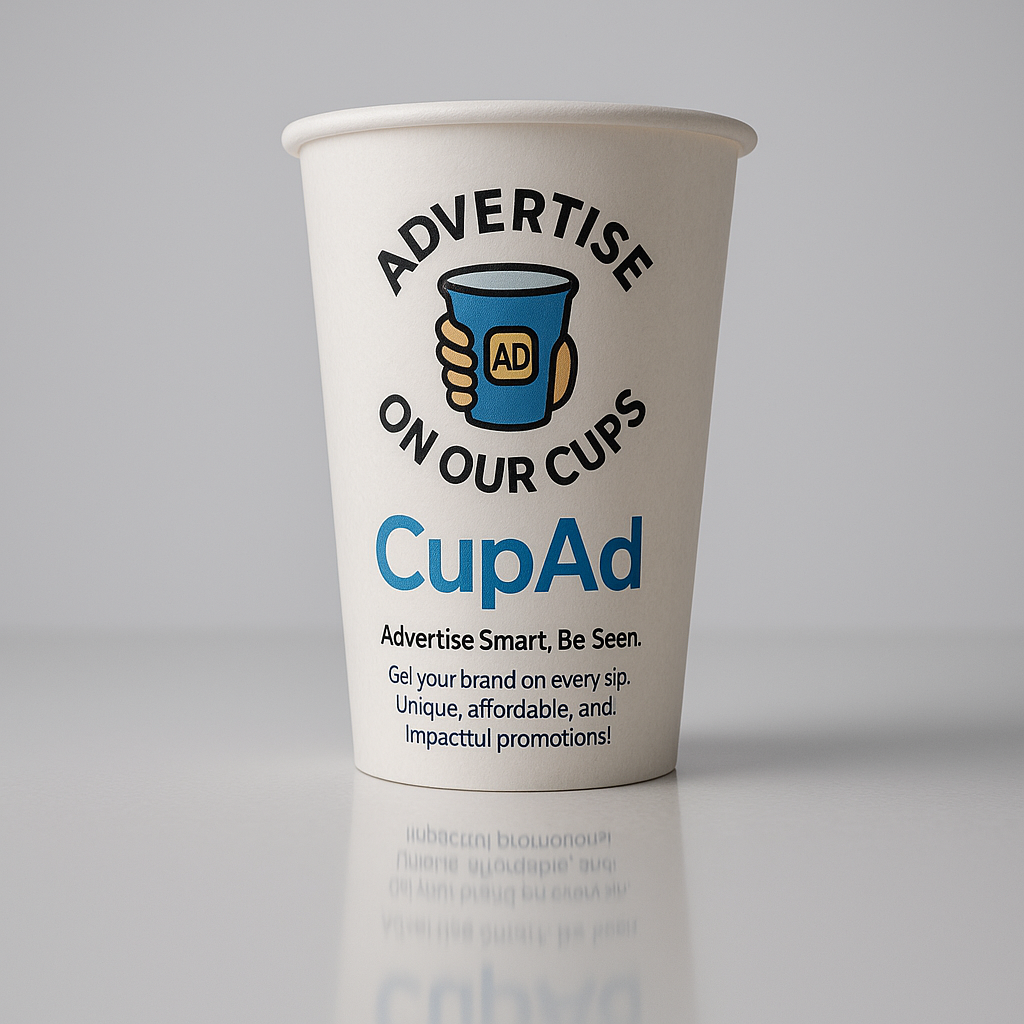 ADVERTISE
AD
ON OUR CUPS
CupAd
Advertise Smart, Be Seen.
Gel your brand on every sip.
Unique, affordable, and.
Impacttul promotions!